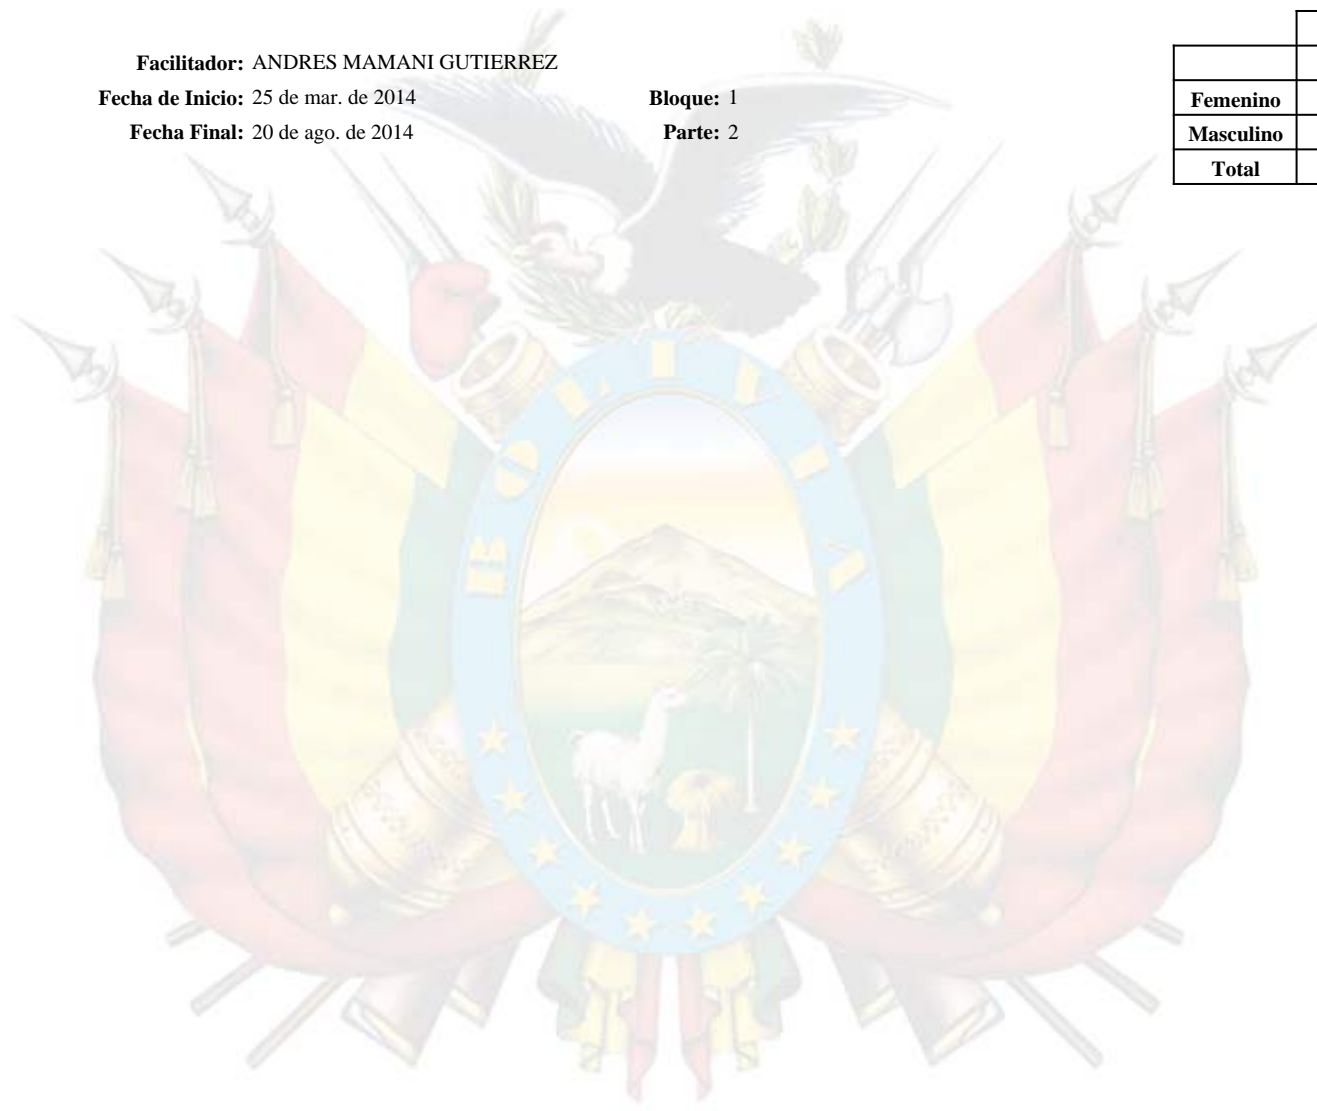 Facilitador: ANDRES MAMANI GUTIERREZ
Fecha de Inicio: 25 de mar. de 2014 Bloque: 1
Fecha Final: 20 de ago. de 2014 Parte: 2
Femenino
Masculino
Total
BOLIVIA